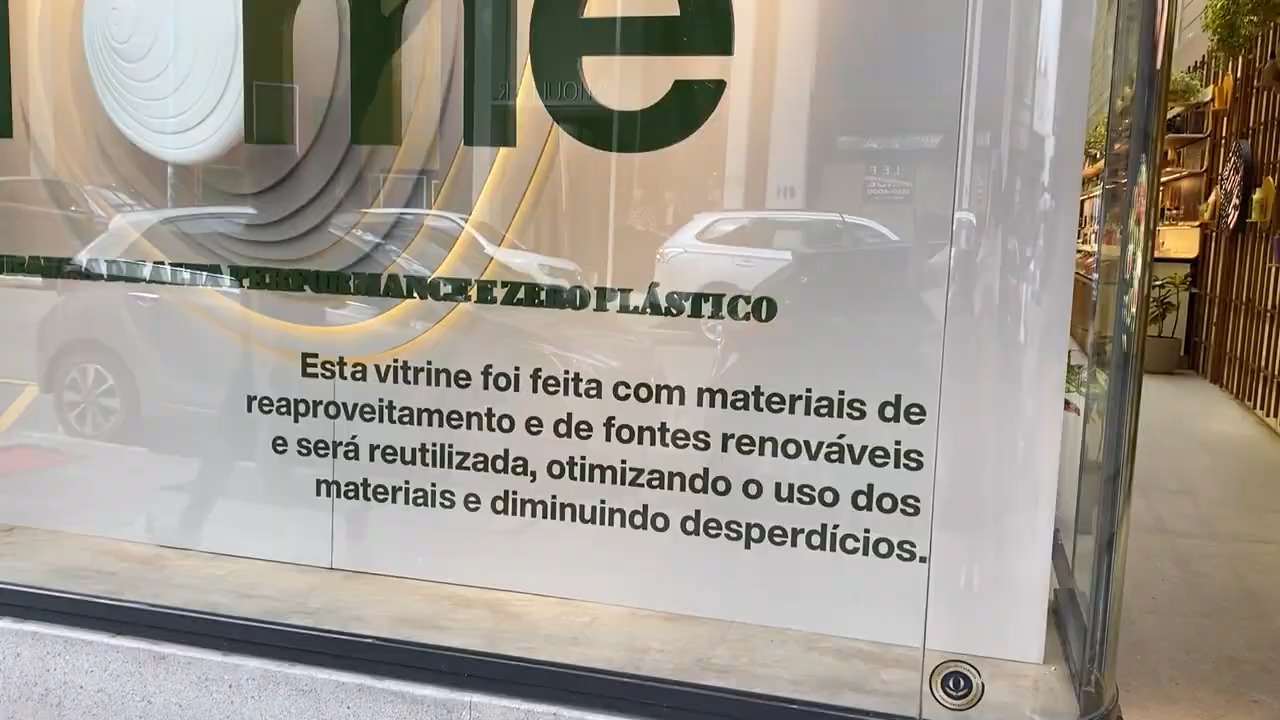 me
ALTA PERFORMANCE E ZERO PLÁSTICO
Esta vitrine foi feita com materiais de
reaproveitamento e de fontes renováveis
e será reutilizada, otimizando o uso dos
materiais e diminuindo desperdícios.